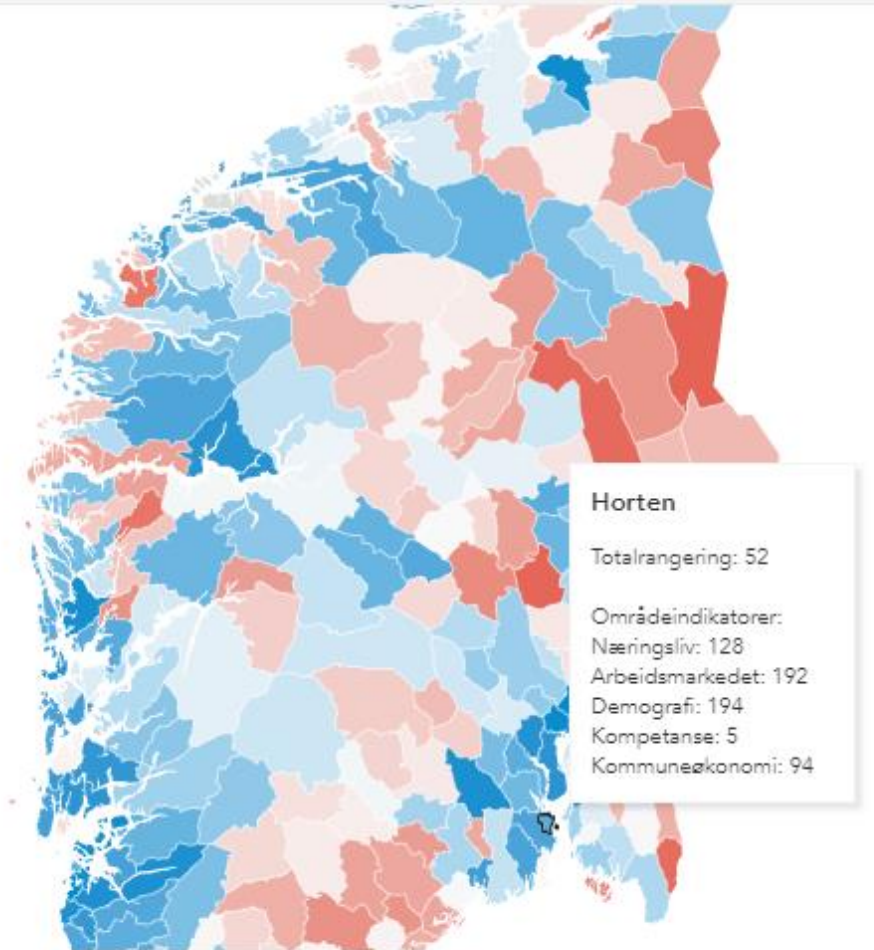 Horten
Totalrangering: 52
Områdeindikatorer:
Næringsliv: 128
Arbeidsmarkedet: 192
Demografi: 194
Kompetanse: 5
Kommuneøkonomi: 94